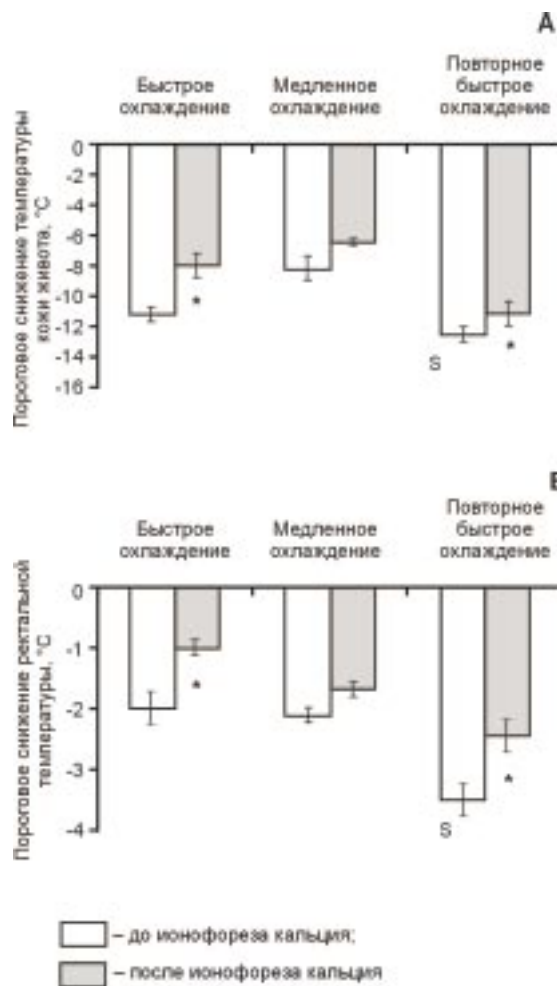 А
Быстрое
охлаждение
Медленное
охлаждение
Повторное
быстрое
охлаждение
Пороговое снижение температуры
кожи живота, °С
0
-2
-4
-6
-8
-10
-12
-14
-16
*
S
*
Быстрое
охлаждение
Медленное
охлаждение
Повторное
быстрое
охлаждение
Пороговое снижение ректальной
температуры, °С
0
-1
-2
-3
-4
*
S
*
– до ионофореза кальция;
– после ионофореза кальция